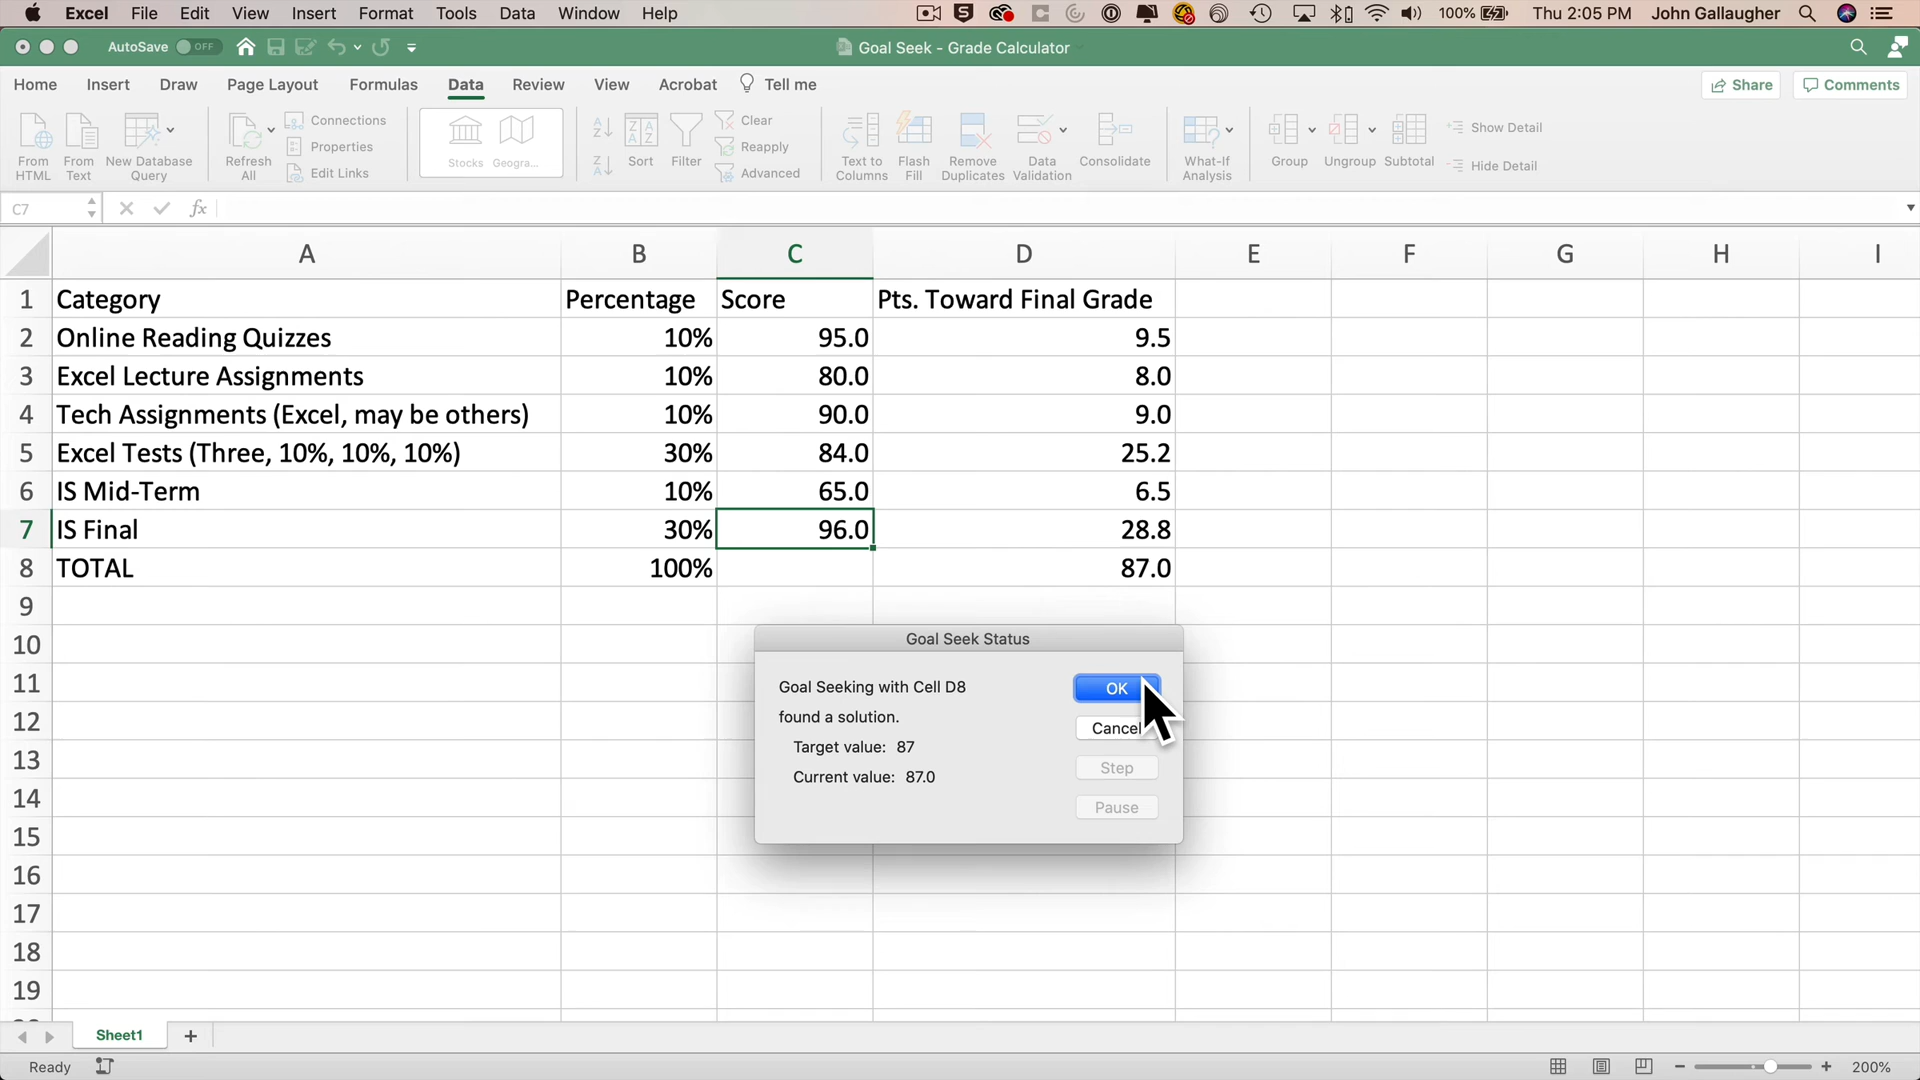 Excel File Edit View Insert Format Tools Data Window Help 100% Thu 2:05 PM John Gallaugher
AutoSave OFF Goal Seek - Grade Calculator
Home Insert Draw Page Layout Formulas Data Review View Acrobat Tell me Share Comments
From HTML
From Text
New Database Query
Refresh All
Connections
Properties
Edit Links
Stocks
Geogra...
Sort
Filter
Clear
Reapply
Advanced
Text to Columns
Flash Fill
Remove Duplicates
Data Validation
Consolidate
What-If Analysis
Group
Ungroup
Subtotal
Show Detail
Hide Detail
C7 fx
A B C D E F G H I
1 Category Percentage Score Pts. Toward Final Grade
2 Online Reading Quizzes 10% 95.0 9.5
3 Excel Lecture Assignments 10% 80.0 8.0
4 Tech Assignments (Excel, may be others) 10% 90.0 9.0
5 Excel Tests (Three, 10%, 10%, 10%) 30% 84.0 25.2
6 IS Mid-Term 10% 65.0 6.5
7 IS Final 30% 96.0 28.8
8 TOTAL 100% 87.0
9
10
11
12
13
14
15
16
17
18
19
Goal Seek Status
Goal Seeking with Cell D8
found a solution.
Target value: 87
Current value: 87.0
OK
Cancel
Step
Pause
Sheet1 +
Ready 200%